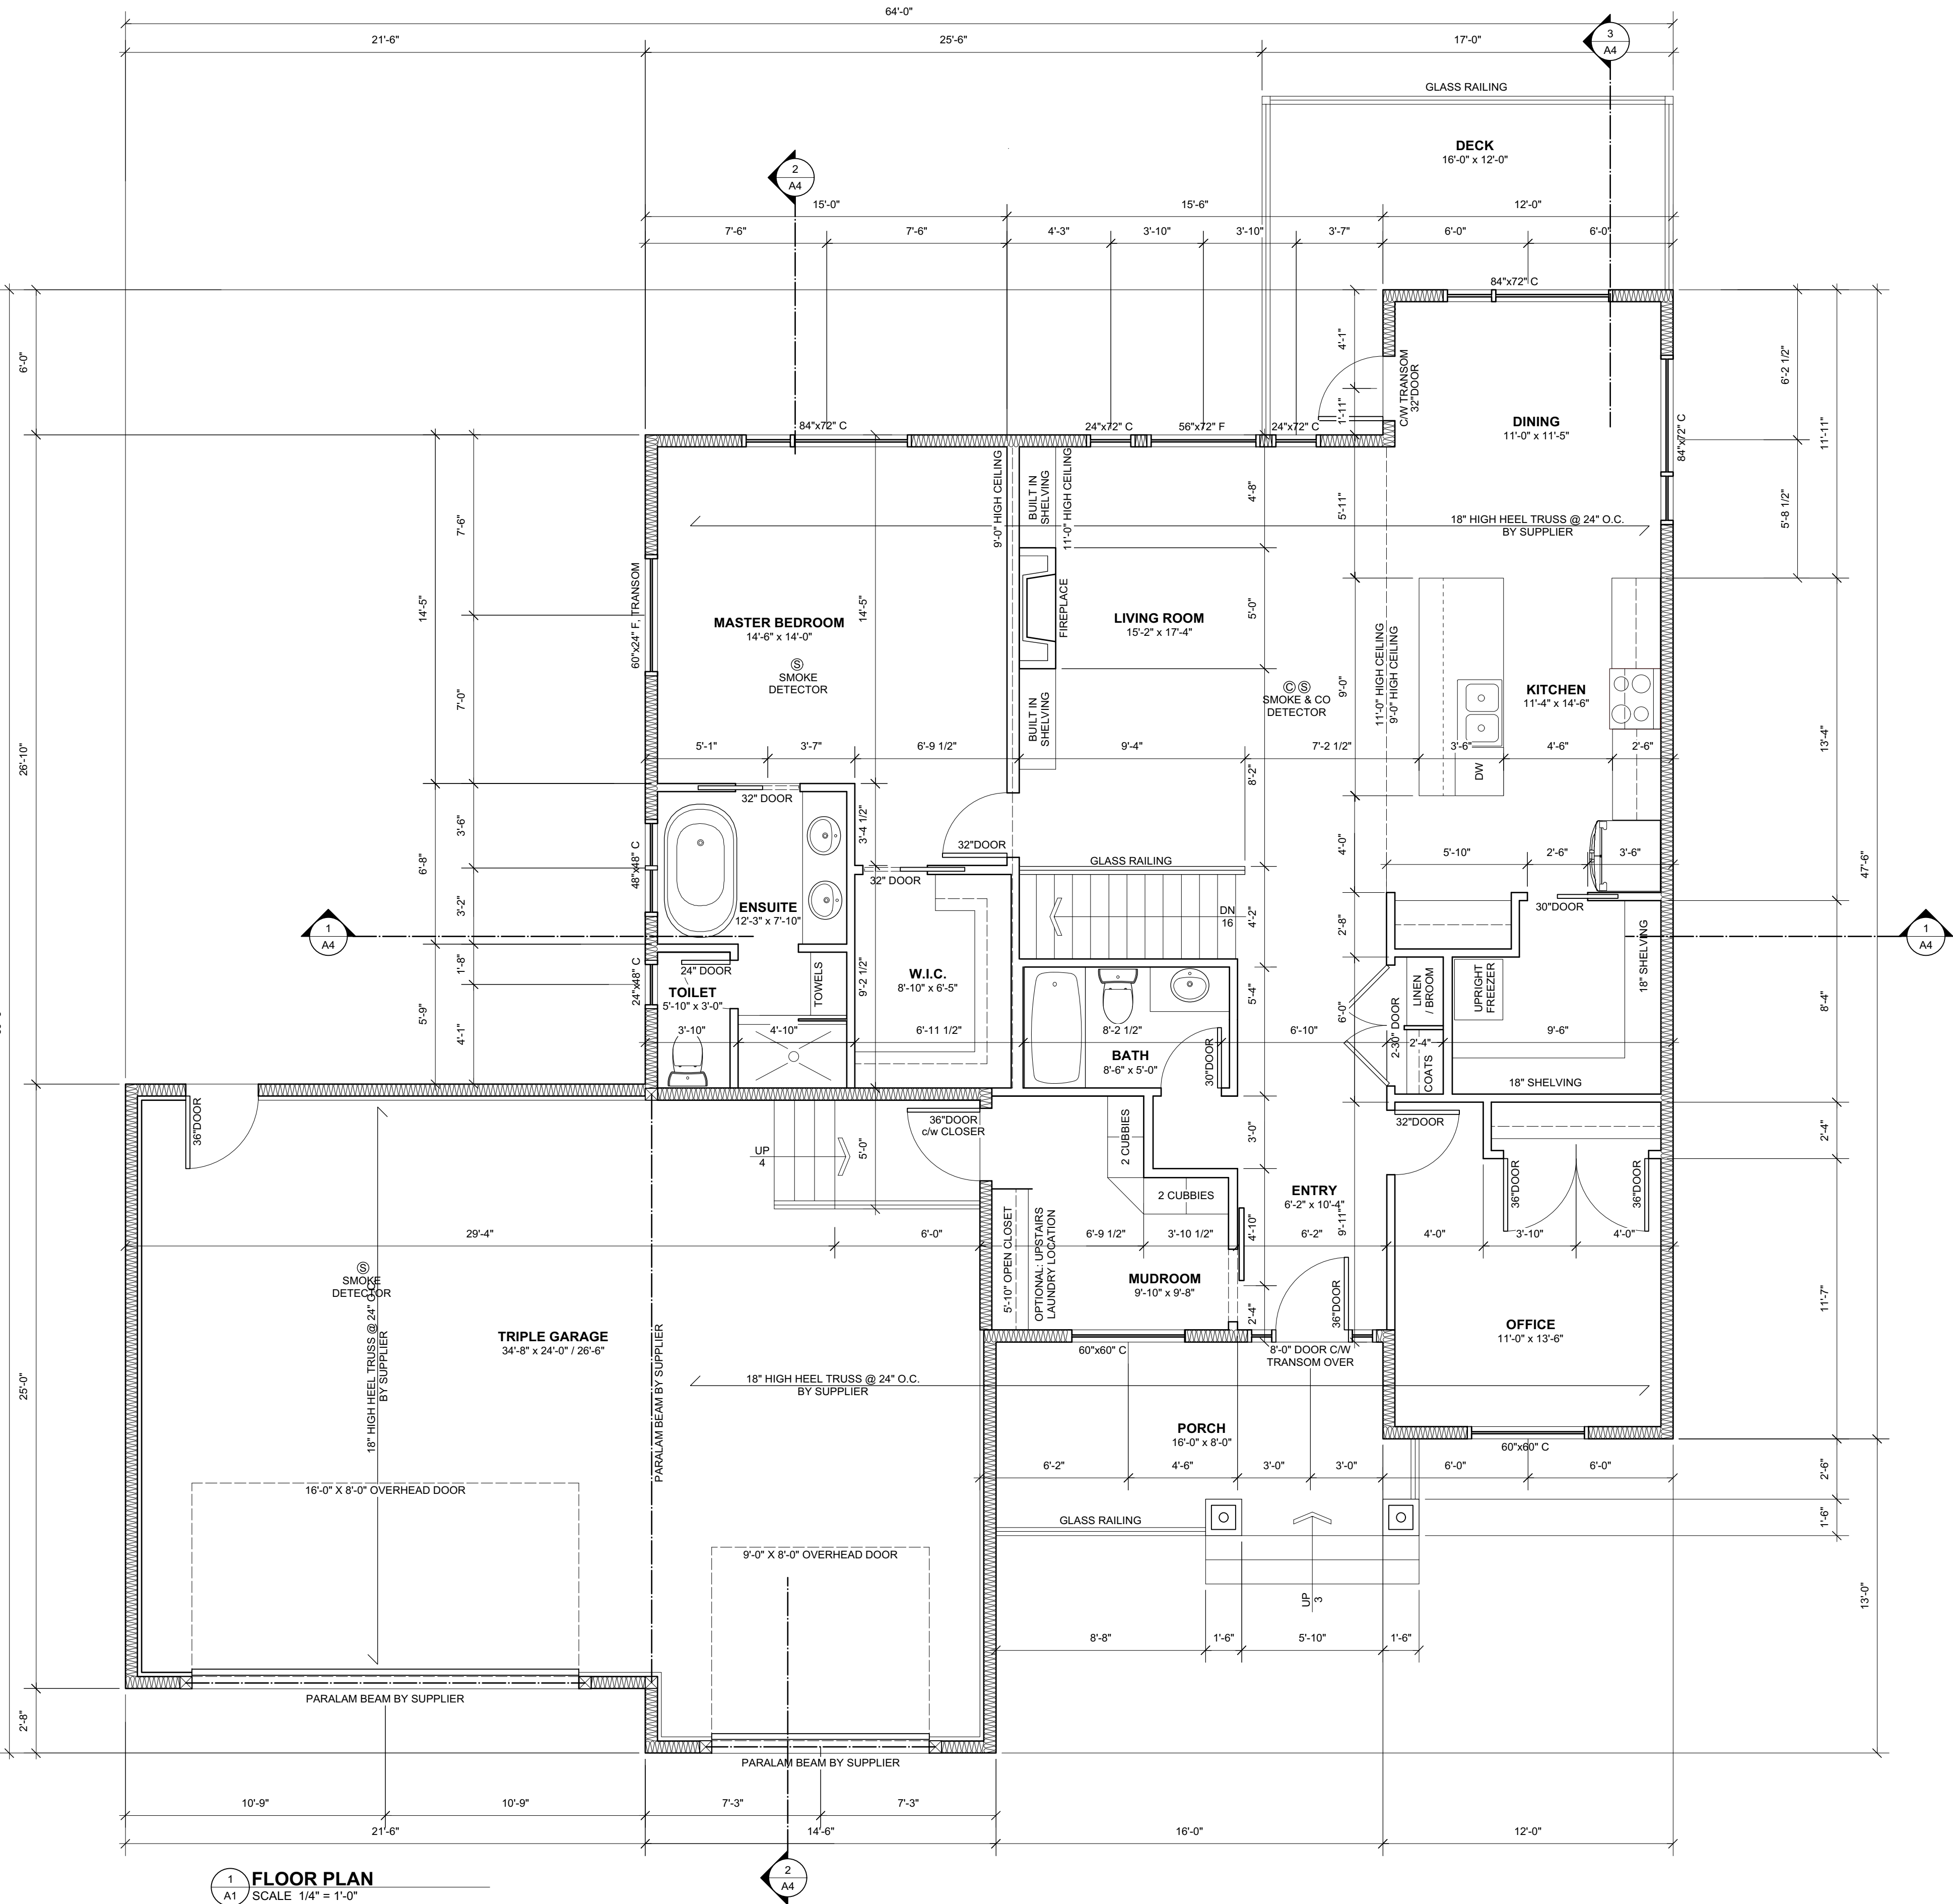 64'-0"
21'-6"
25'-6"
17'-0"
3
A4
GLASS RAILING
DECK
16'-0" x 12'-0"
2
A4
15'-0"
15'-6"
12'-0"
7'-6"
7'-6"
4'-3"
3'-10"
3'-10"
3'-7"
6'-0"
6'-0"
84"x72" C
6'-0"
4'-1"
1'-11"
C/W TRANSOM
32"DOOR
DINING
11'-0" x 11'-5"
84"x72" C
6'-2 1/2"
11'-11"
5'-8 1/2"
47'-6"
84"x72" C
24"x72" C
56"x72" F
24"x72" C
9'-0" HIGH CEILING
BUILT IN
SHELVING
11'-0" HIGH CEILING
4'-8"
5'-11"
18" HIGH HEEL TRUSS @ 24" O.C.
BY SUPPLIER
7'-6"
14'-5"
60"x24" F, TRANSOM
14'-5"
MASTER BEDROOM
14'-6" x 14'-0"
S
SMOKE
DETECTOR
FIREPLACE
LIVING ROOM
15'-2" x 17'-4"
5'-0"
C S
SMOKE & CO
DETECTOR
9'-0"
11'-0" HIGH CEILING
9'-0" HIGH CEILING
KITCHEN
11'-4" x 14'-6"
13'-4"
7'-0"
26'-10"
BUILT IN
SHELVING
5'-1"
3'-7"
6'-9 1/2"
9'-4"
7'-2 1/2"
3'-6"
4'-6"
2'-6"
DW
8'-2"
32" DOOR
3'-6"
6'-8"
3'-2"
48"x48" C
3'-4 1/2"
32"DOOR
32" DOOR
GLASS RAILING
4'-0"
5'-10"
2'-6"
3'-6"
30"DOOR
ENSUITE
12'-3" x 7'-10"
DN
16
4'-2"
2'-8"
1
A4
1
A4
24" DOOR
TOILET
5'-10" x 3'-0"
24"x48" C
1'-8"
5'-9"
4'-1"
TOWELS
9'-2 1/2"
W.I.C.
8'-10" x 6'-5"
3'-10"
4'-10"
6'-11 1/2"
8'-2 1/2"
BATH
8'-6" x 5'-0"
30"DOOR
5'-4"
6'-10"
6'-0"
2-30" DOOR
LINEN
/ BROOM
2'-4"
COATS
UPRIGHT
FREEZER
18" SHELVING
9'-6"
18" SHELVING
8'-4"
36"DOOR
36"DOOR
c/w CLOSER
UP
4
5'-0"
2 CUBBIES
2 CUBBIES
3'-0"
32"DOOR
2'-4"
ENTRY
6'-2" x 10'-4"
36"DOOR
36"DOOR
29'-4"
6'-0"
5'-10" OPEN CLOSET
OPTIONAL: UPSTAIRS
LAUNDRY LOCATION
6'-9 1/2"
3'-10 1/2"
4'-10"
6'-2"
9'-11"
4'-0"
3'-10"
4'-0"
S
SMOKE
DETECTOR
MUDROOM
9'-10" x 9'-8"
2'-4"
36"DOOR
11'-7"
TRIPLE GARAGE
34'-8" x 24'-0" / 26'-6"
18" HIGH HEEL TRUSS @ 24" O.C.
BY SUPPLIER
PARALAM BEAM BY SUPPLIER
OFFICE
11'-0" x 13'-6"
60"x60" C
8'-0" DOOR C/W
TRANSOM OVER
18" HIGH HEEL TRUSS @ 24" O.C.
BY SUPPLIER
25'-0"
PORCH
16'-0" x 8'-0"
60"x60" C
6'-2"
4'-6"
3'-0"
3'-0"
6'-0"
6'-0"
2'-6"
16'-0" X 8'-0" OVERHEAD DOOR
GLASS RAILING
1'-6"
9'-0" X 8'-0" OVERHEAD DOOR
UP
3
13'-0"
8'-8"
1'-6"
5'-10"
1'-6"
PARALAM BEAM BY SUPPLIER
2'-8"
PARALAM BEAM BY SUPPLIER
10'-9"
10'-9"
7'-3"
7'-3"
21'-6"
14'-6"
16'-0"
12'-0"
1
A1
FLOOR PLAN
SCALE 1/4" = 1'-0"
2
A4